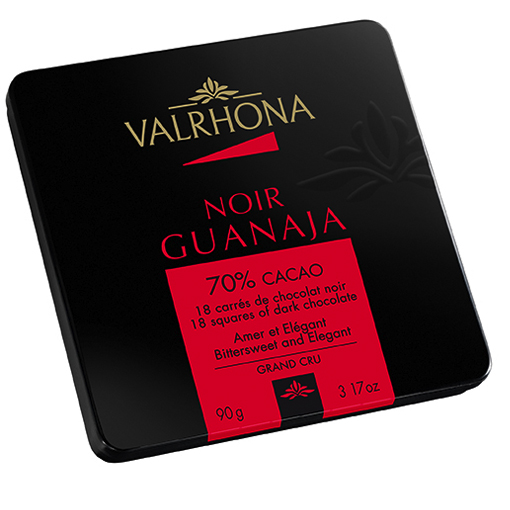 VALRHONA
NOIR
GUANAJA
70% CACAO
18 carrés de chocolat noir
18 squares of dark chocolate
Amer et Elégant
Bittersweet and Elegant
GRAND CRU
90g 3 17oz